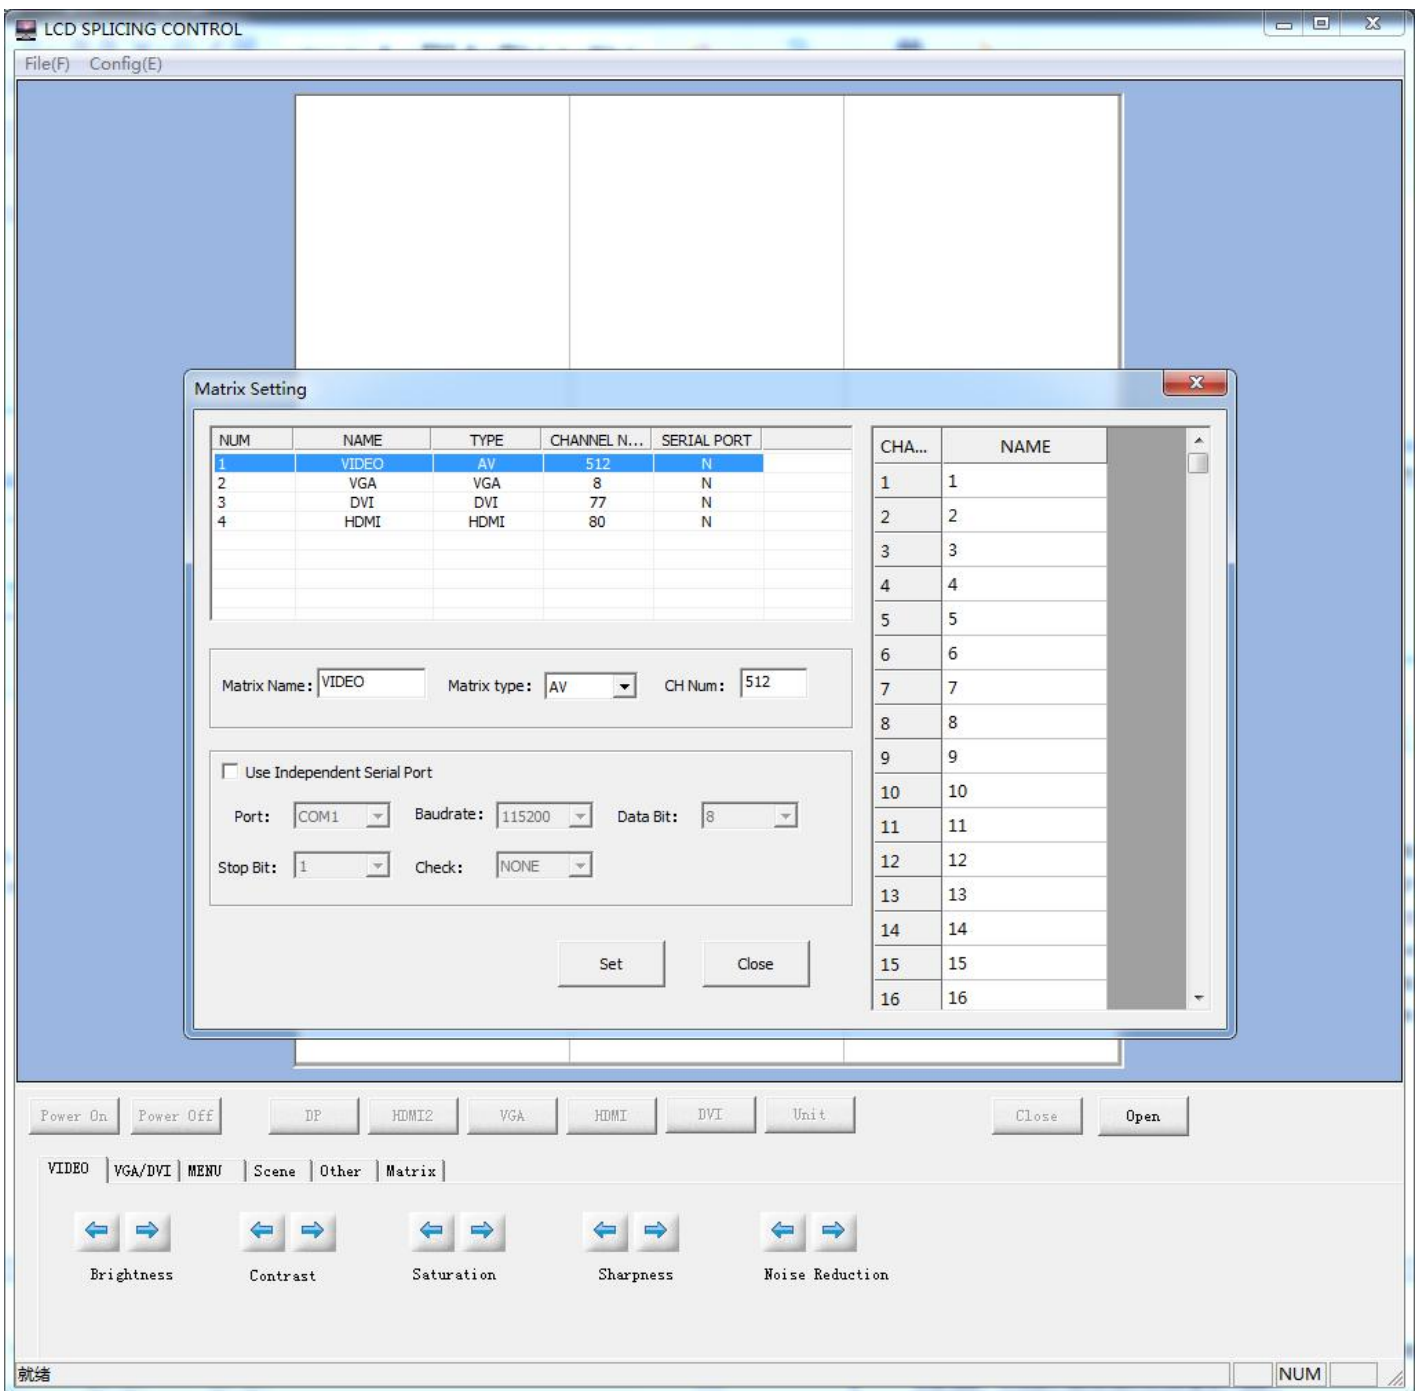 LCD SPLICING CONTROL
File(F) Config(E)
Matrix Setting
NUM NAME TYPE CHANNEL N... SERIAL PORT
1 VIDEO AV 512 N
2 VGA VGA 8 N
3 DVI DVI 77 N
4 HDMI HDMI 80 N
Matrix Name: VIDEO Matrix type: AV CH Num: 512
Use Independent Serial Port
Port: COM1 Baudrate: 115200 Data Bit: 8
Stop Bit: 1 Check: NONE
Set Close
CHA... NAME
1 1
2 2
3 3
4 4
5 5
6 6
7 7
8 8
9 9
10 10
11 11
12 12
13 13
14 14
15 15
16 16
Power On Power Off DP HDMI2 VGA HDMI DVI Unit Close Open
VIDEO VGA/DVI MENU Scene Other Matrix
Brightness Contrast Saturation Sharpness Noise Reduction
就绪 NUM